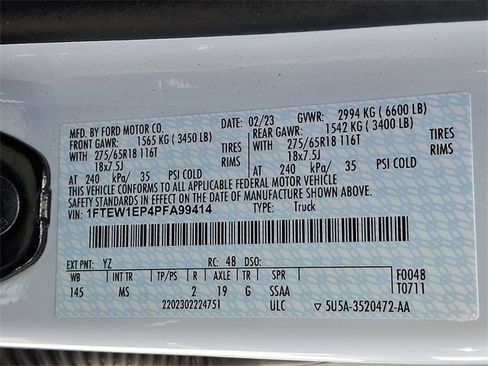 MFD. BY FORD MOTOR CO. DATE: 02/23 GVWR: 2994 KG ( 6600 LB)
FRONT GAWR: 1565 KG ( 3450 LB) REAR GAWR: 1542 KG ( 3400 LB)
WITH 275/65R18 116T TIRES WITH 275/65R18 116T TIRES
18x7.5J RIMS 18x7.5J RIMS
AT 240 kPa/ 35 PSI COLD AT 240 kPa/ 35 PSI COLD
THIS VEHICLE CONFORMS TO ALL APPLICABLE FEDERAL MOTOR VEHICLE SAFETY STANDARDS IN
EFFECT ON THE DATE OF MANUFACTURE SHOWN ABOVE.
VIN: 1FTEW1EP4PFA99414 TYPE: Truck
EXT PNT: YZ RC: 48 DSO: F0048
WB INT TR TP/PS R AXLE TR SPR T0711
145 MS 2 19 G SSAA
2202302224751 ULC 5U5A-3520472-AA